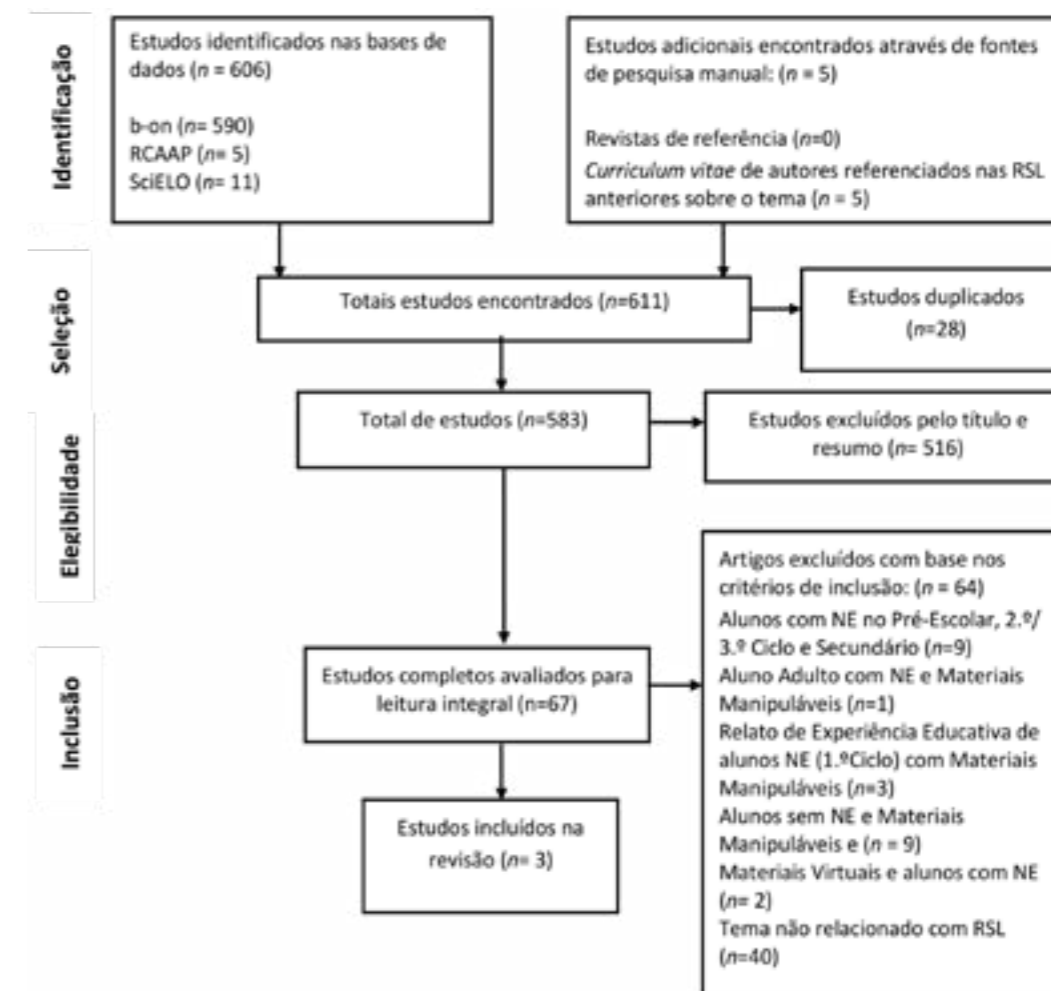 Identificação
Estudos identificados nas bases de
dados (n = 606)
b-on (n= 590)
RCAAP (n= 5)
SciELO (n= 11)
Estudos adicionais encontrados através de fontes
de pesquisa manual: (n = 5)
Revistas de referência (n=0)
Curriculum vitae de autores referenciados nas RSL
anteriores sobre o tema (n = 5)
Seleção
Totais estudos encontrados (n=611)
Estudos duplicados
(n=28)
Elegibilidade
Total de estudos (n=583)
Estudos excluídos pelo título e
resumo (n= 516)
Inclusão
Estudos completos avaliados para
leitura integral (n=67)
Artigos excluídos com base nos
critérios de inclusão: (n = 64)
Alunos com NE no Pré-Escolar, 2.º/
3.º Ciclo e Secundário (n=9)
Aluno Adulto com NE e Materiais
Manipuláveis (n=1)
Relato de Experiência Educativa de
alunos NE (1.ºCiclo) com Materiais
Manipuláveis (n=3)
Alunos sem NE e Materiais
Manipuláveis e (n = 9)
Materiais Virtuais e alunos com NE
(n= 2)
Tema não relacionado com RSL
(n=40)
Estudos incluídos na
revisão (n= 3)